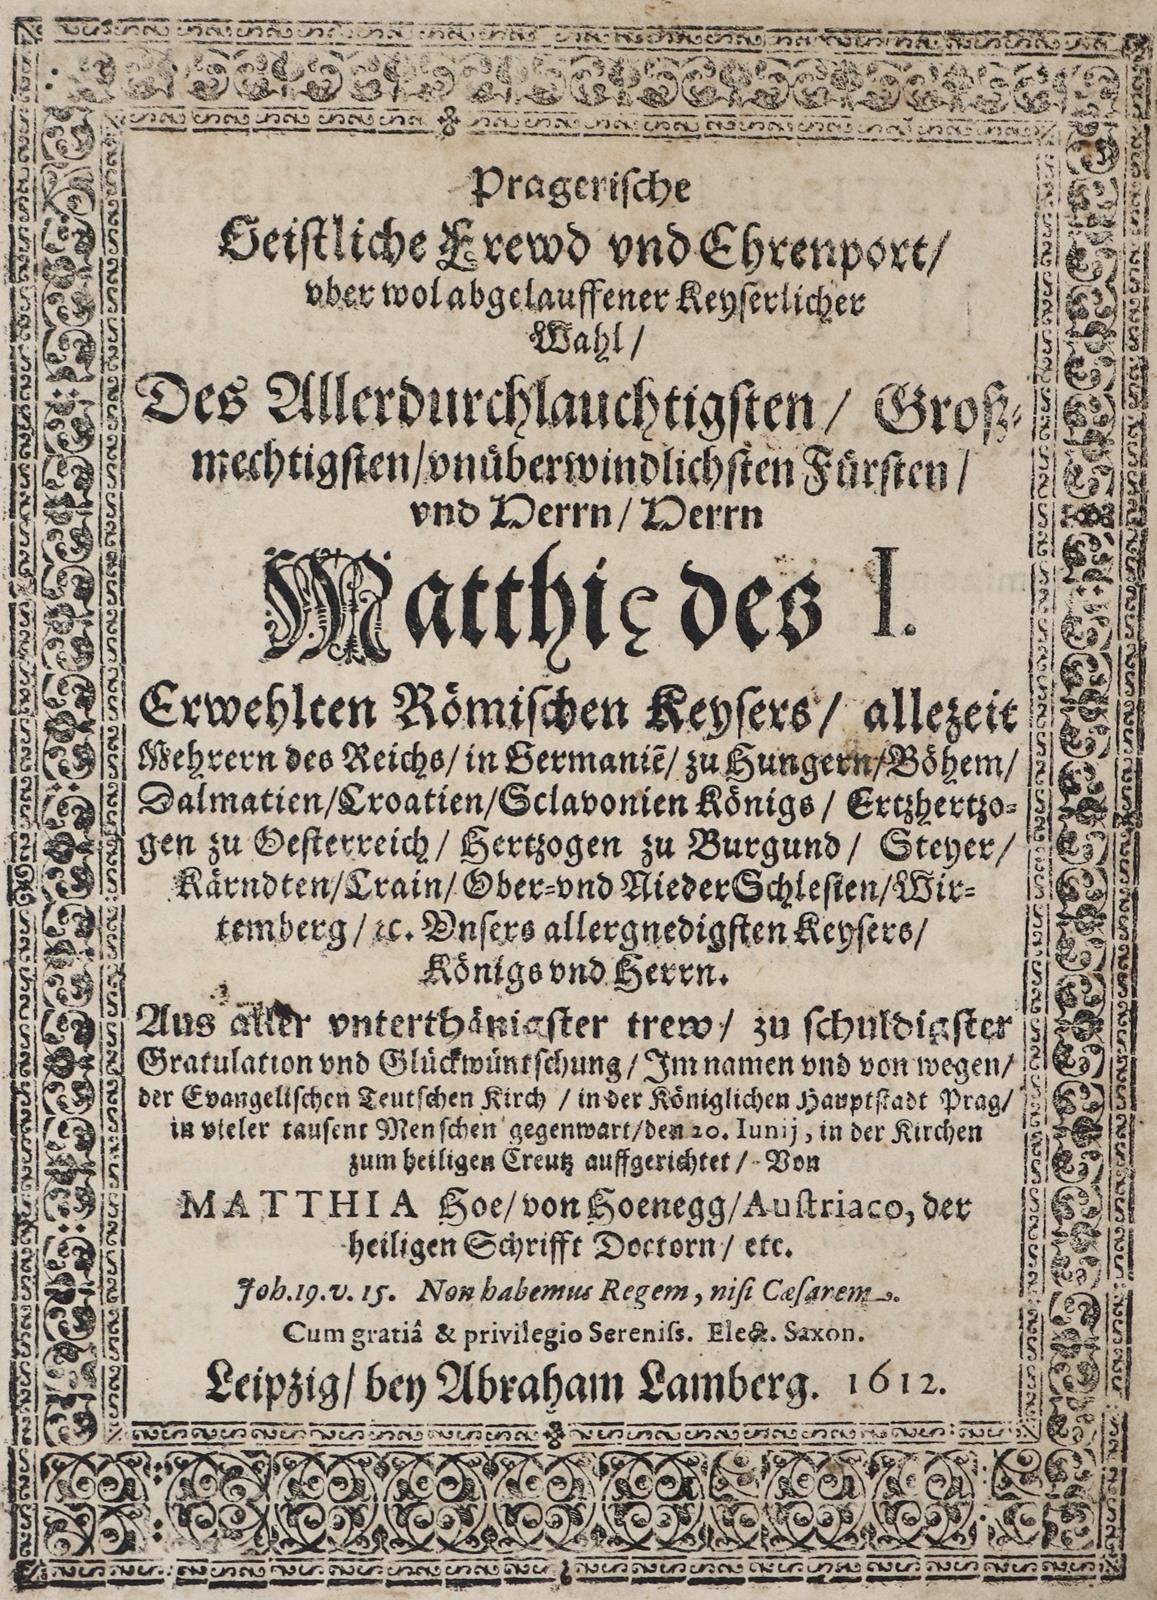 Pragerische
Geistliche Frewd vnd Ehrenport/
vber wolabgelauffener Keyserlicher
Wahl/
Des Allerdurchlauchtigsten/ Groß-
mechtigsten/vnüberwindlichsten Fürsten/
vnd Herrn/Herrn
Matthię des I.
Erwehlten Römischen Keysers/ allezeit
Mehrern des Reichs/ in Germaniē/ zu Hungern/Böhem/
Dalmatien/Croatien/Sclavonien Königs/ Ertzhertzo-
gen zu Oesterreich/ Hertzogen zu Burgund/ Steyer/
Kärndten/Crain/Ober-vnd NiederSchlesien/Wir-
temberg/ꝛc. Vnsers allergnedigsten Keysers/
Königs vnd Herrn.
Aus aller vnterthänigster trew/ zu schuldigster
Gratulation vnd Glückwüntschung/Im namen vnd von wegen/
der Evangelischen Teutschen Kirch/ in der Königlichen Hauptstadt Prag/
in vieler tausent Menschen gegenwart/den 20. Iunij, in der Kirchen
zum heiligen Creutz auffgerichtet/ Von
MATTHIA Hoe/von Hoenegg/Austriaco, der
heiligen Schrifft Doctorn/ etc.
Joh.19.v.15. Non habemus Regem, nisi Cæsarem.
Cum gratiâ & privilegio Sereniss. Elect. Saxon.
Leipzig/ bey Abraham Lamberg. 1612.